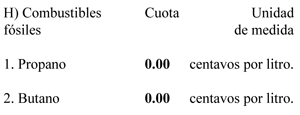 H) Combustibles Cuota Unidad
fósiles de medida
1. Propano 0.00 centavos por litro.
2. Butano 0.00 centavos por litro.